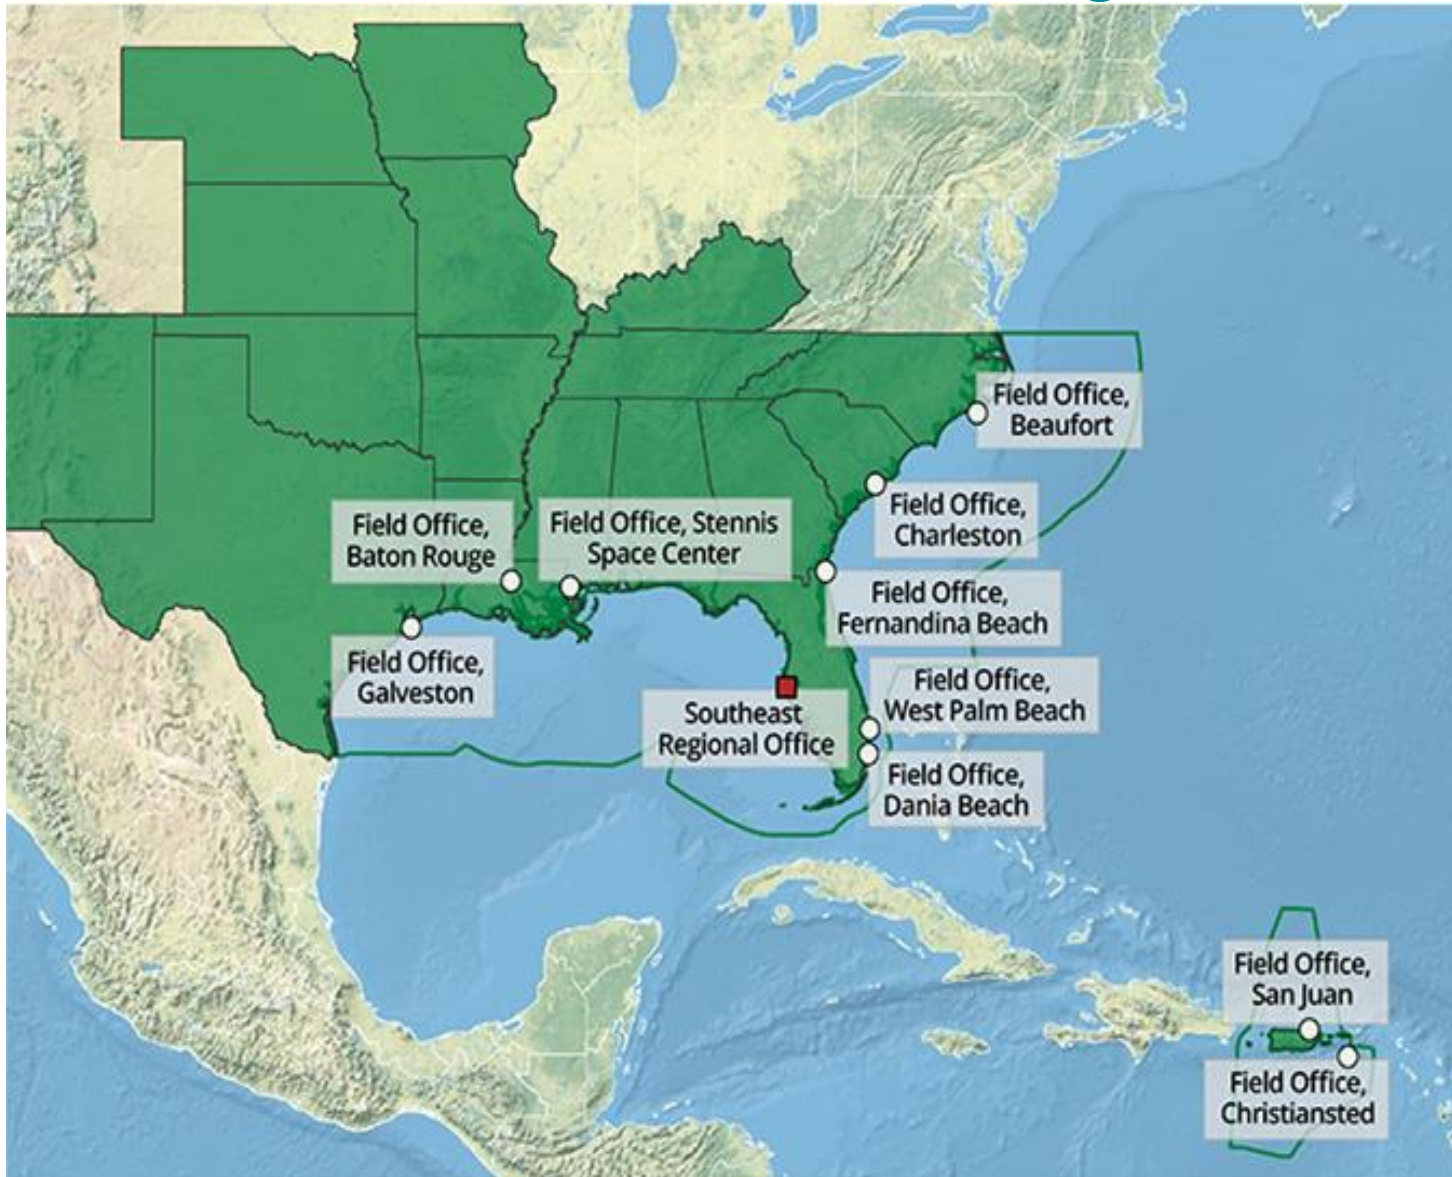 Field Office,
Beaufort
Field Office,
Charleston
Field Office,
Baton Rouge
Field Office, Stennis
Space Center
Field Office,
Fernandina Beach
Field Office,
Galveston
Field Office,
West Palm Beach
Southeast
Regional Office
Field Office,
Dania Beach
Field Office,
San Juan
Field Office,
Christiansted